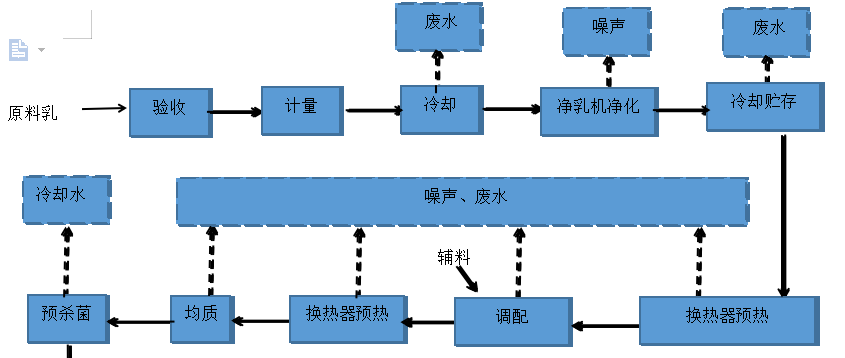 废水
噪声
废水
原料乳
验收
计量
冷却
净乳机净化
冷却贮存
冷却水
噪声、废水
辅料
预杀菌
均质
换热器预热
调配
换热器预热